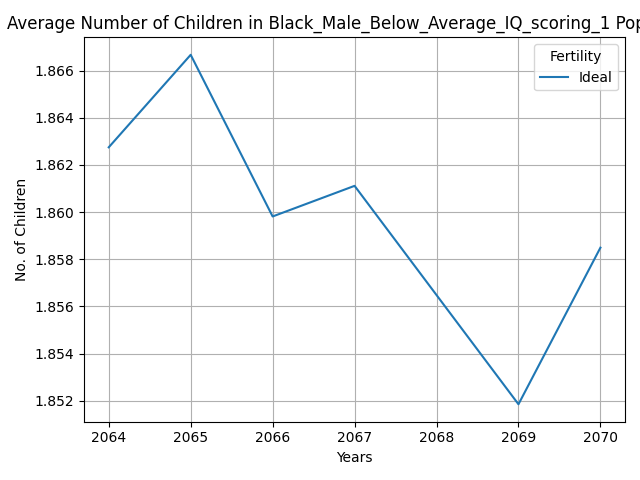 Average Number of Children in Black_Male_Below_Average_IQ_scoring_1 Pop
Fertility
Ideal
1.866
1.864
1.862
1.860
1.858
1.856
1.854
1.852
No. of Children
2064 2065 2066 2067 2068 2069 2070
Years